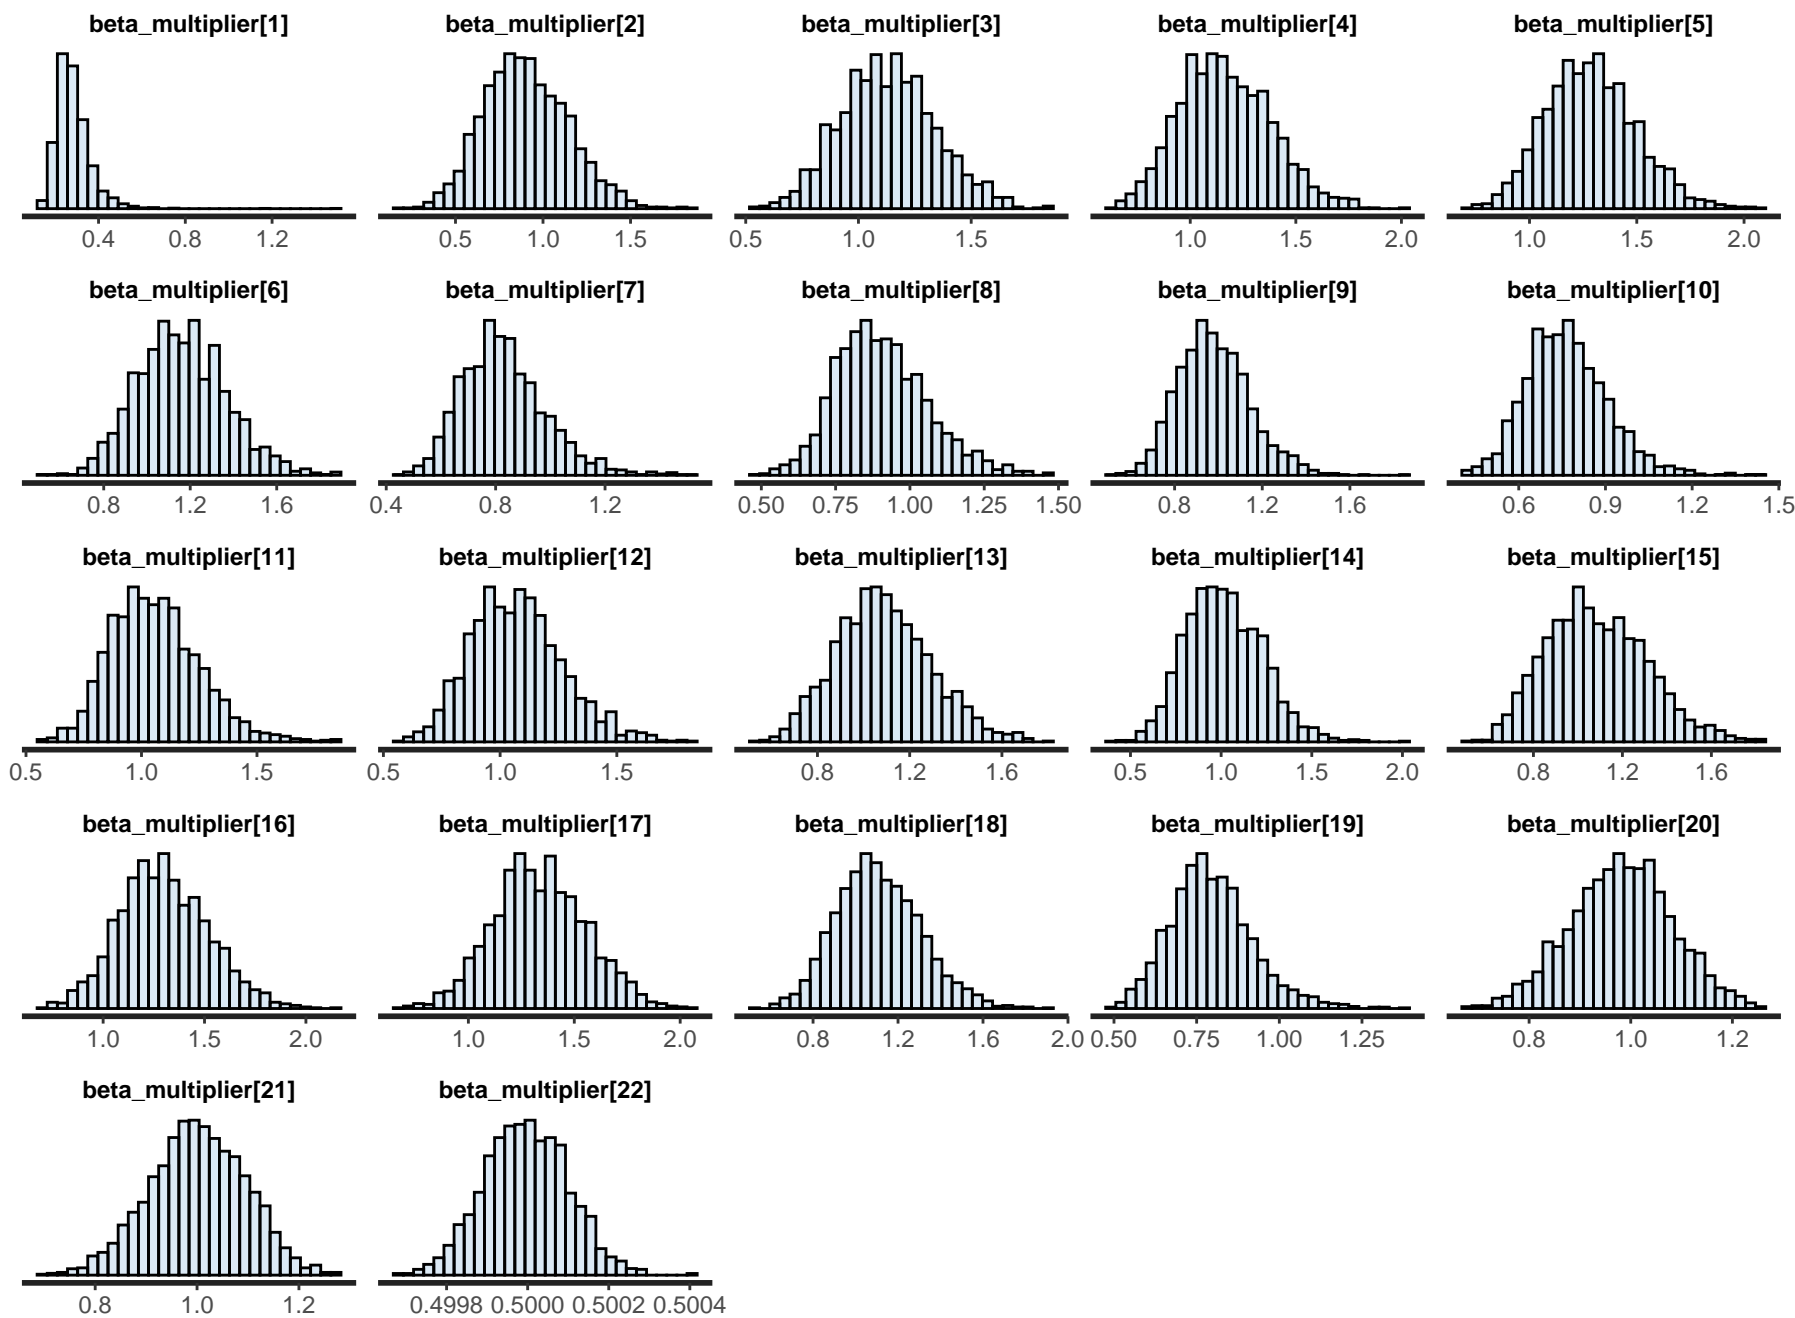 beta_multiplier[1] beta_multiplier[2] beta_multiplier[3] beta_multiplier[4] beta_multiplier[5]
0.4 0.8 1.2 0.5 1.0 1.5 0.5 1.0 1.5 1.0 1.5 2.0 1.0 1.5 2.0
beta_multiplier[6] beta_multiplier[7] beta_multiplier[8] beta_multiplier[9] beta_multiplier[10]
0.8 1.2 1.6 0.4 0.8 1.2 0.50 0.75 1.00 1.25 1.50 0.8 1.2 1.6 0.6 0.9 1.2 1.5
beta_multiplier[11] beta_multiplier[12] beta_multiplier[13] beta_multiplier[14] beta_multiplier[15]
0.5 1.0 1.5 0.5 1.0 1.5 0.8 1.2 1.6 0.5 1.0 1.5 2.0 0.8 1.2 1.6
beta_multiplier[16] beta_multiplier[17] beta_multiplier[18] beta_multiplier[19] beta_multiplier[20]
1.0 1.5 2.0 1.0 1.5 2.0 0.8 1.2 1.6 2.0 0.50 0.75 1.00 1.25 0.8 1.0 1.2
beta_multiplier[21] beta_multiplier[22]
0.8 1.0 1.2 0.4998 0.5000 0.5002 0.5004